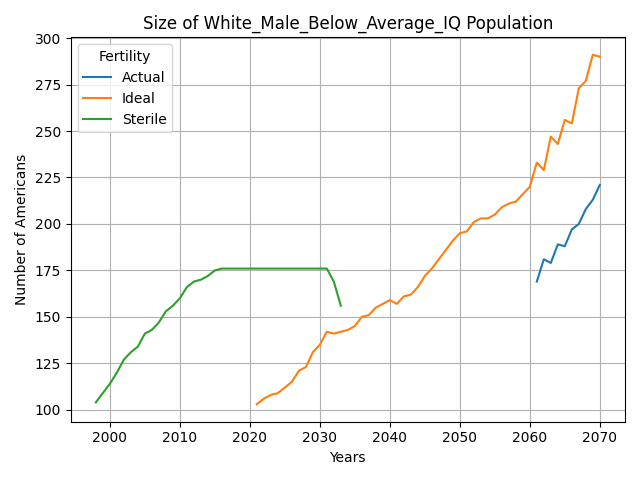 Size of White_Male_Below_Average_IQ Population
Number of Americans
300
275
250
225
200
175
150
125
100
Fertility
Actual
Ideal
Sterile
2000 2010 2020 2030 2040 2050 2060 2070
Years